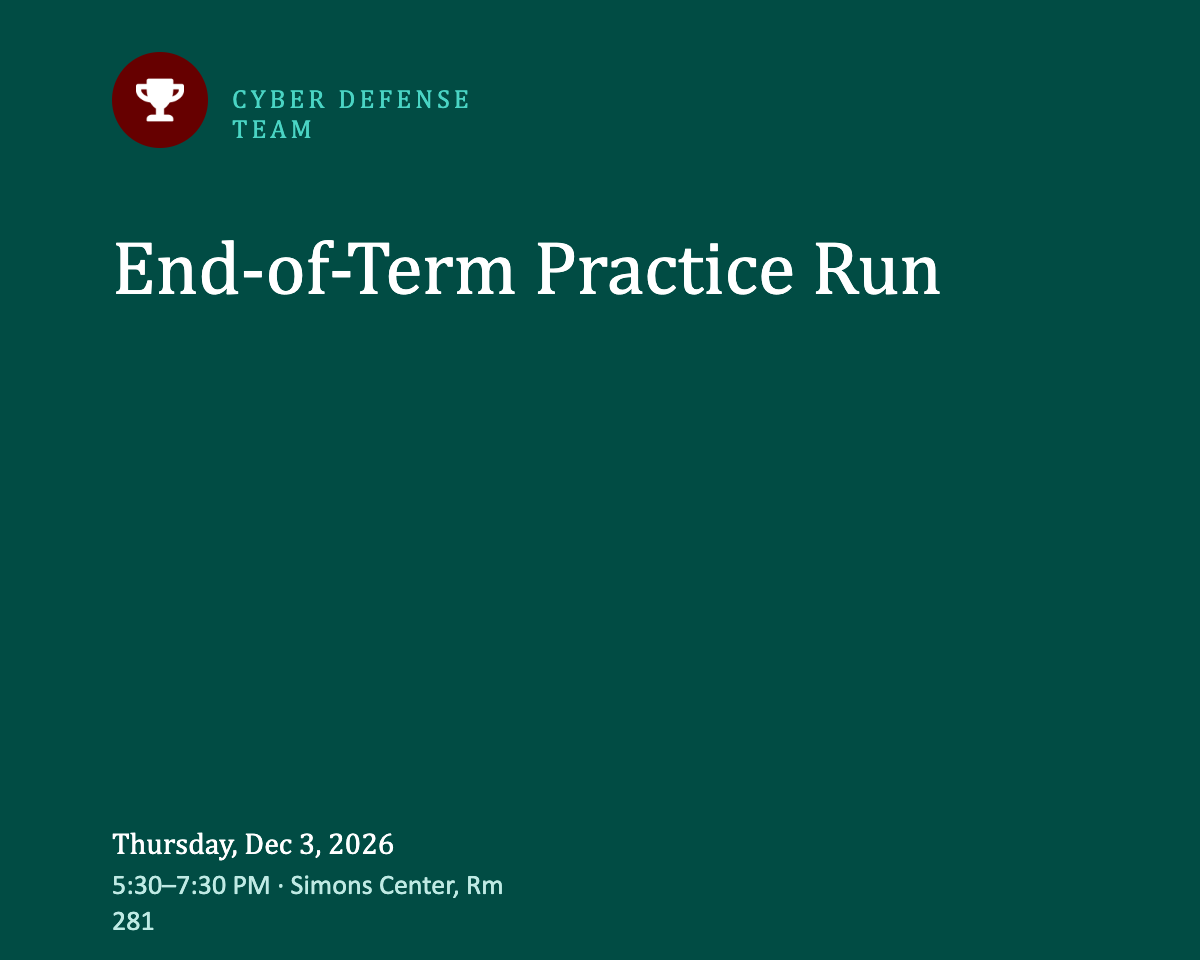 CYBER DEFENSE
TEAM
End-of-Term Practice Run
Thursday, Dec 3, 2026
5:30–7:30 PM · Simons Center, Rm
281